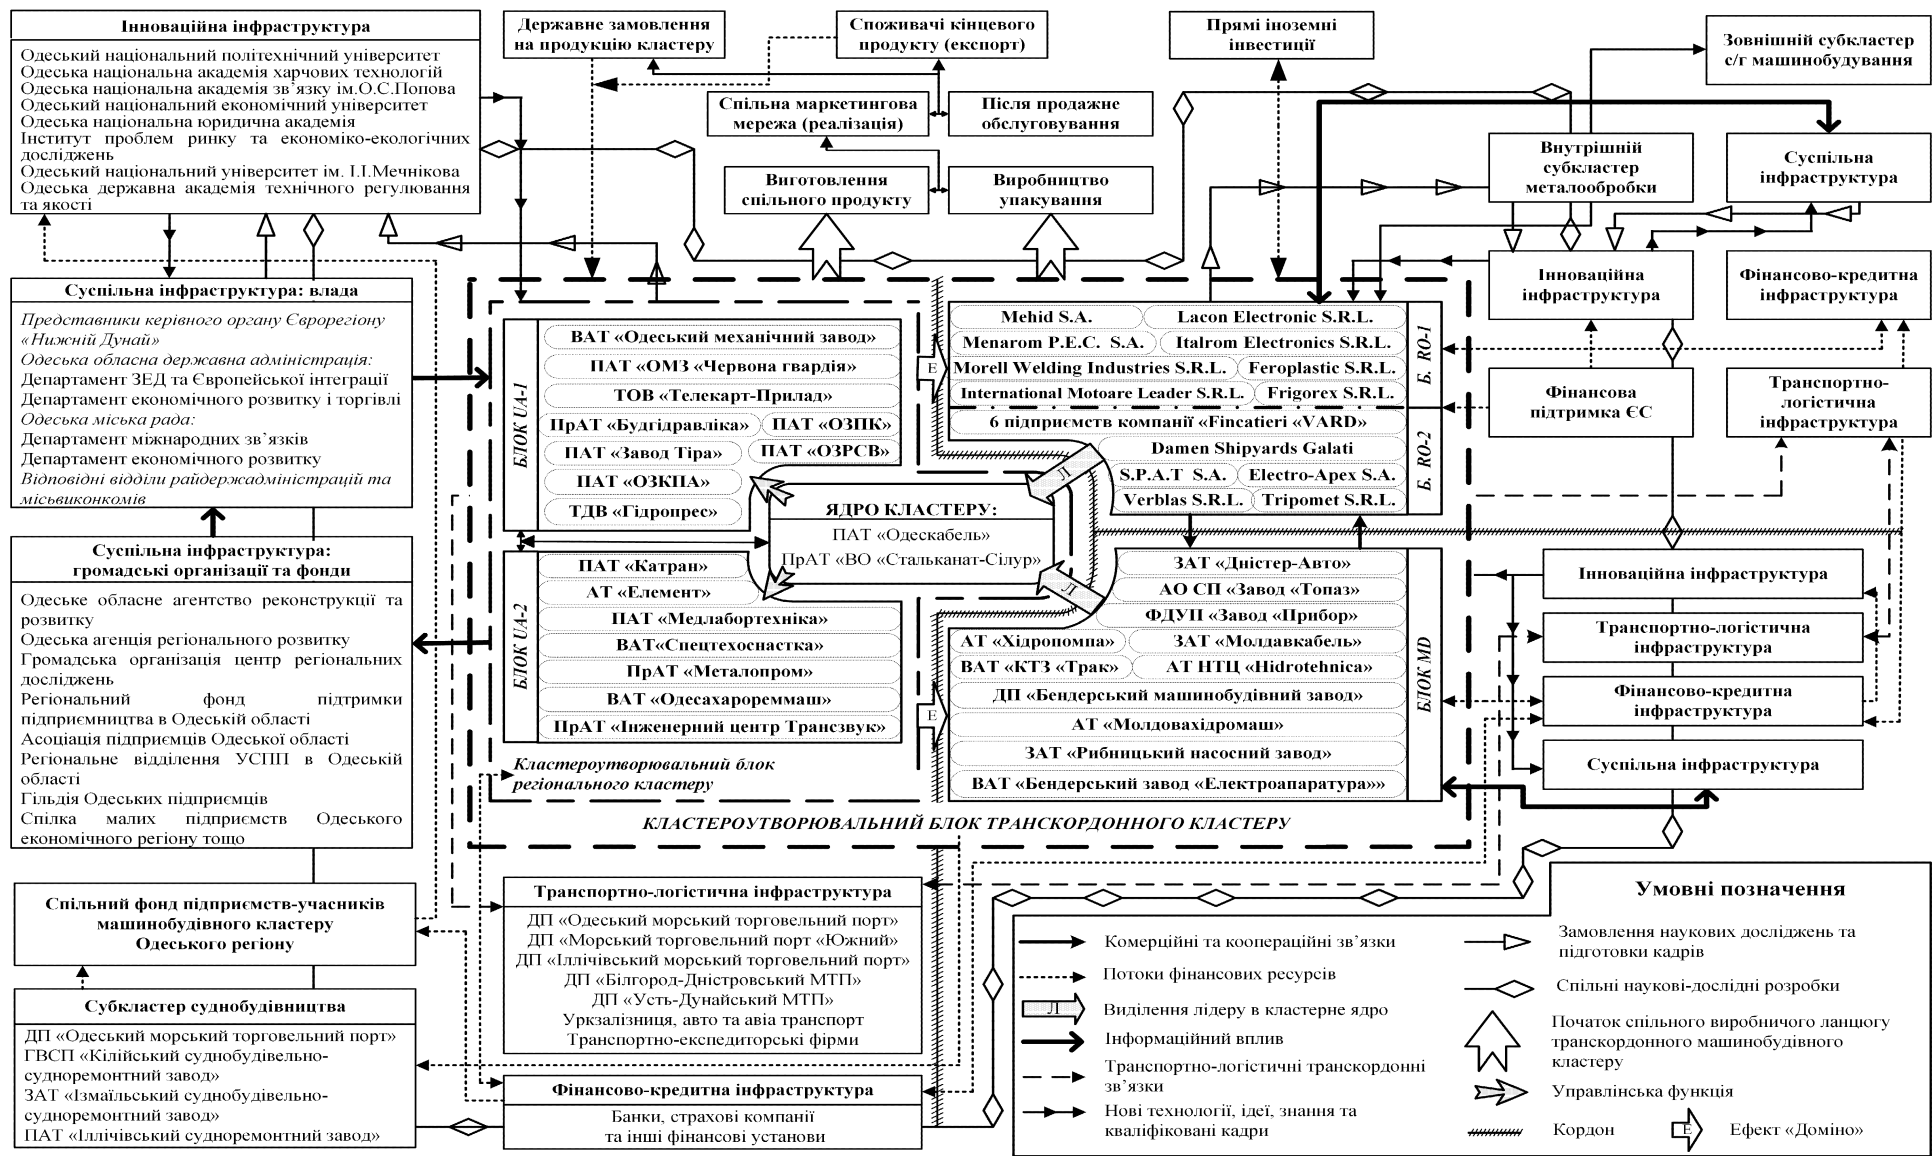 Інноваційна інфраструктура
Одеський національний політехнічний університет
Одеська національна академія харчових технологій
Одеська національна академія зв’язку ім.О.С.Попова
Одеський національний економічний університет
Одеська національна юридична академія
Інститут проблем ринку та економіко-екологічних
досліджень
Одеський національний університет ім. І.І.Мечнікова
Одеська державна академія технічного регулювання
та якості
Державне замовлення
на продукцію кластеру
Споживачі кінцевого
продукту (експорт)
Прямі іноземні
інвестиції
Зовнішній субкластер
с/г машинобудування
Спільна маркетингова
мережа (реалізація)
Після продажне
обслуговування
Виготовлення
спільного продукту
Виробництво
упакування
Внутрішній
субкластер
металообробки
Суспільна
інфраструктура
Інноваційна
інфраструктура
Фінансово-кредитна
інфраструктура
Фінансова
підтримка ЄС
Транспортно-
логістична
інфраструктура
Суспільна інфраструктура: влада
Представники керівного органу Єврорегіону
«Нижній Дунай»
Одеська обласна державна адміністрація:
Департамент ЗЕД та Європейської інтеграції
Департамент економічного розвитку і торгівлі
Одеська міська рада:
Департамент міжнародних зв’язків
Департамент економічного розвитку
Відповідні відділи райдержадміністрацій та
місьвиконкомів
Суспільна інфраструктура:
громадські організації та фонди
Одеське обласне агентство реконструкції та
розвитку
Одеська агенція регіонального розвитку
Громадська організація центр регіональних
досліджень
Регіональний фонд підтримки
підприємництва в Одеській області
Асоціація підприємців Одеської області
Регіональне відділення УСПП в Одеській
області
Гільдія Одеських підприємців
Спілка малих підприємств Одеського
економічного регіону тощо
Спільний фонд підприємств-учасників
машинобудівного кластеру
Одеського регіону
Субкластер суднобудівництва
ДП «Одеський морський торговельний порт»
ГВСП «Кілійський суднобудівельно-
судноремонтний завод»
ЗАТ «Ізмаїльський суднобудівельно-
судноремонтний завод»
ПАТ «Іллічівський судноремонтний завод»
БЛОК UA-1
ВАТ «Одеський механічний завод»
ПАТ «ОМЗ «Червона гвардія»
ТОВ «Телекарт-Прилад»
ПрАТ «Будгідравліка»
ПАТ «ОЗПК»
ПАТ «Завод Тіра»
ПАТ «ОЗРСВ»
ПАТ «ОЗКПА»
ТДВ «Гідропрес»
ЯДРО КЛАСТЕРУ:
ПАТ «Одескабель»
ПрАТ «ВО «Стальканат-Сілур»
БЛОК UA-2
ПАТ «Катран»
АТ «Елемент»
ПАТ «Медлабортехніка»
ВАТ«Спецтехоснастка»
ПрАТ «Металопром»
ВАТ «Одесахарореммаш»
ПрАТ «Інженерний центр Трансзвук»
Кластероутворювальний блок
регіонального кластеру
Е
Е
Л
Л
Б. RO-1
Mehid S.A.
Lacon Electronic S.R.L.
Menarom P.E.C. S.A.
Italrom Electronics S.R.L.
Morell Welding Industries S.R.L.
Feroplastic S.R.L.
International Motoare Leader S.R.L.
Frigorex S.R.L.
Б. RO-2
6 підприємств компанії «Fincatieri «VARD»
Damen Shipyards Galati
S.P.A.T S.A.
Electro-Apex S.A.
Verblas S.R.L.
Tripomet S.R.L.
БЛОК MD
ЗАТ «Дністер-Авто»
АО СП «Завод «Топаз»
ФДУП «Завод «Прибор»
АТ «Хідропомпа»
ЗАТ «Молдавкабель»
ВАТ «КТЗ «Трак»
АТ НТЦ «Hidrotehnica»
ДП «Бендерський машинобудівний завод»
АТ «Молдовахідромаш»
ЗАТ «Рибницький насосний завод»
ВАТ «Бендерський завод «Електроапаратура»»
КЛАСТЕРОУТВОРЮВАЛЬНИЙ БЛОК ТРАНСКОРДОННОГО КЛАСТЕРУ
Інноваційна інфраструктура
Транспортно-логістична
інфраструктура
Фінансово-кредитна
інфраструктура
Суспільна інфраструктура
Транспортно-логістична інфраструктура
ДП «Одеський морський торговельний порт»
ДП «Морський торговельний порт «Южний»
ДП «Іллічівський морський торговельний порт»
ДП «Білгород-Дністровський МТП»
ДП «Усть-Дунайський МТП»
Уркзалізниця, авто та авіа транспорт
Транспортно-експедиторські фірми
Фінансово-кредитна інфраструктура
Банки, страхові компанії
та інші фінансові установи
Умовні позначення
Комерційні та коопераційні зв’язки
Потоки фінансових ресурсів
Л
Виділення лідеру в кластерне ядро
Інформаційний вплив
Транспортно-логістичні транскордонні
зв’язки
Нові технології, ідеї, знання та
кваліфіковані кадри
Замовлення наукових досліджень та
підготовки кадрів
Спільні наукові-дослідні розробки
Початок спільного виробничого ланцюгу
транскордонного машинобудівного
кластеру
Управлінська функція
Кордон
Е
Ефект «Доміно»